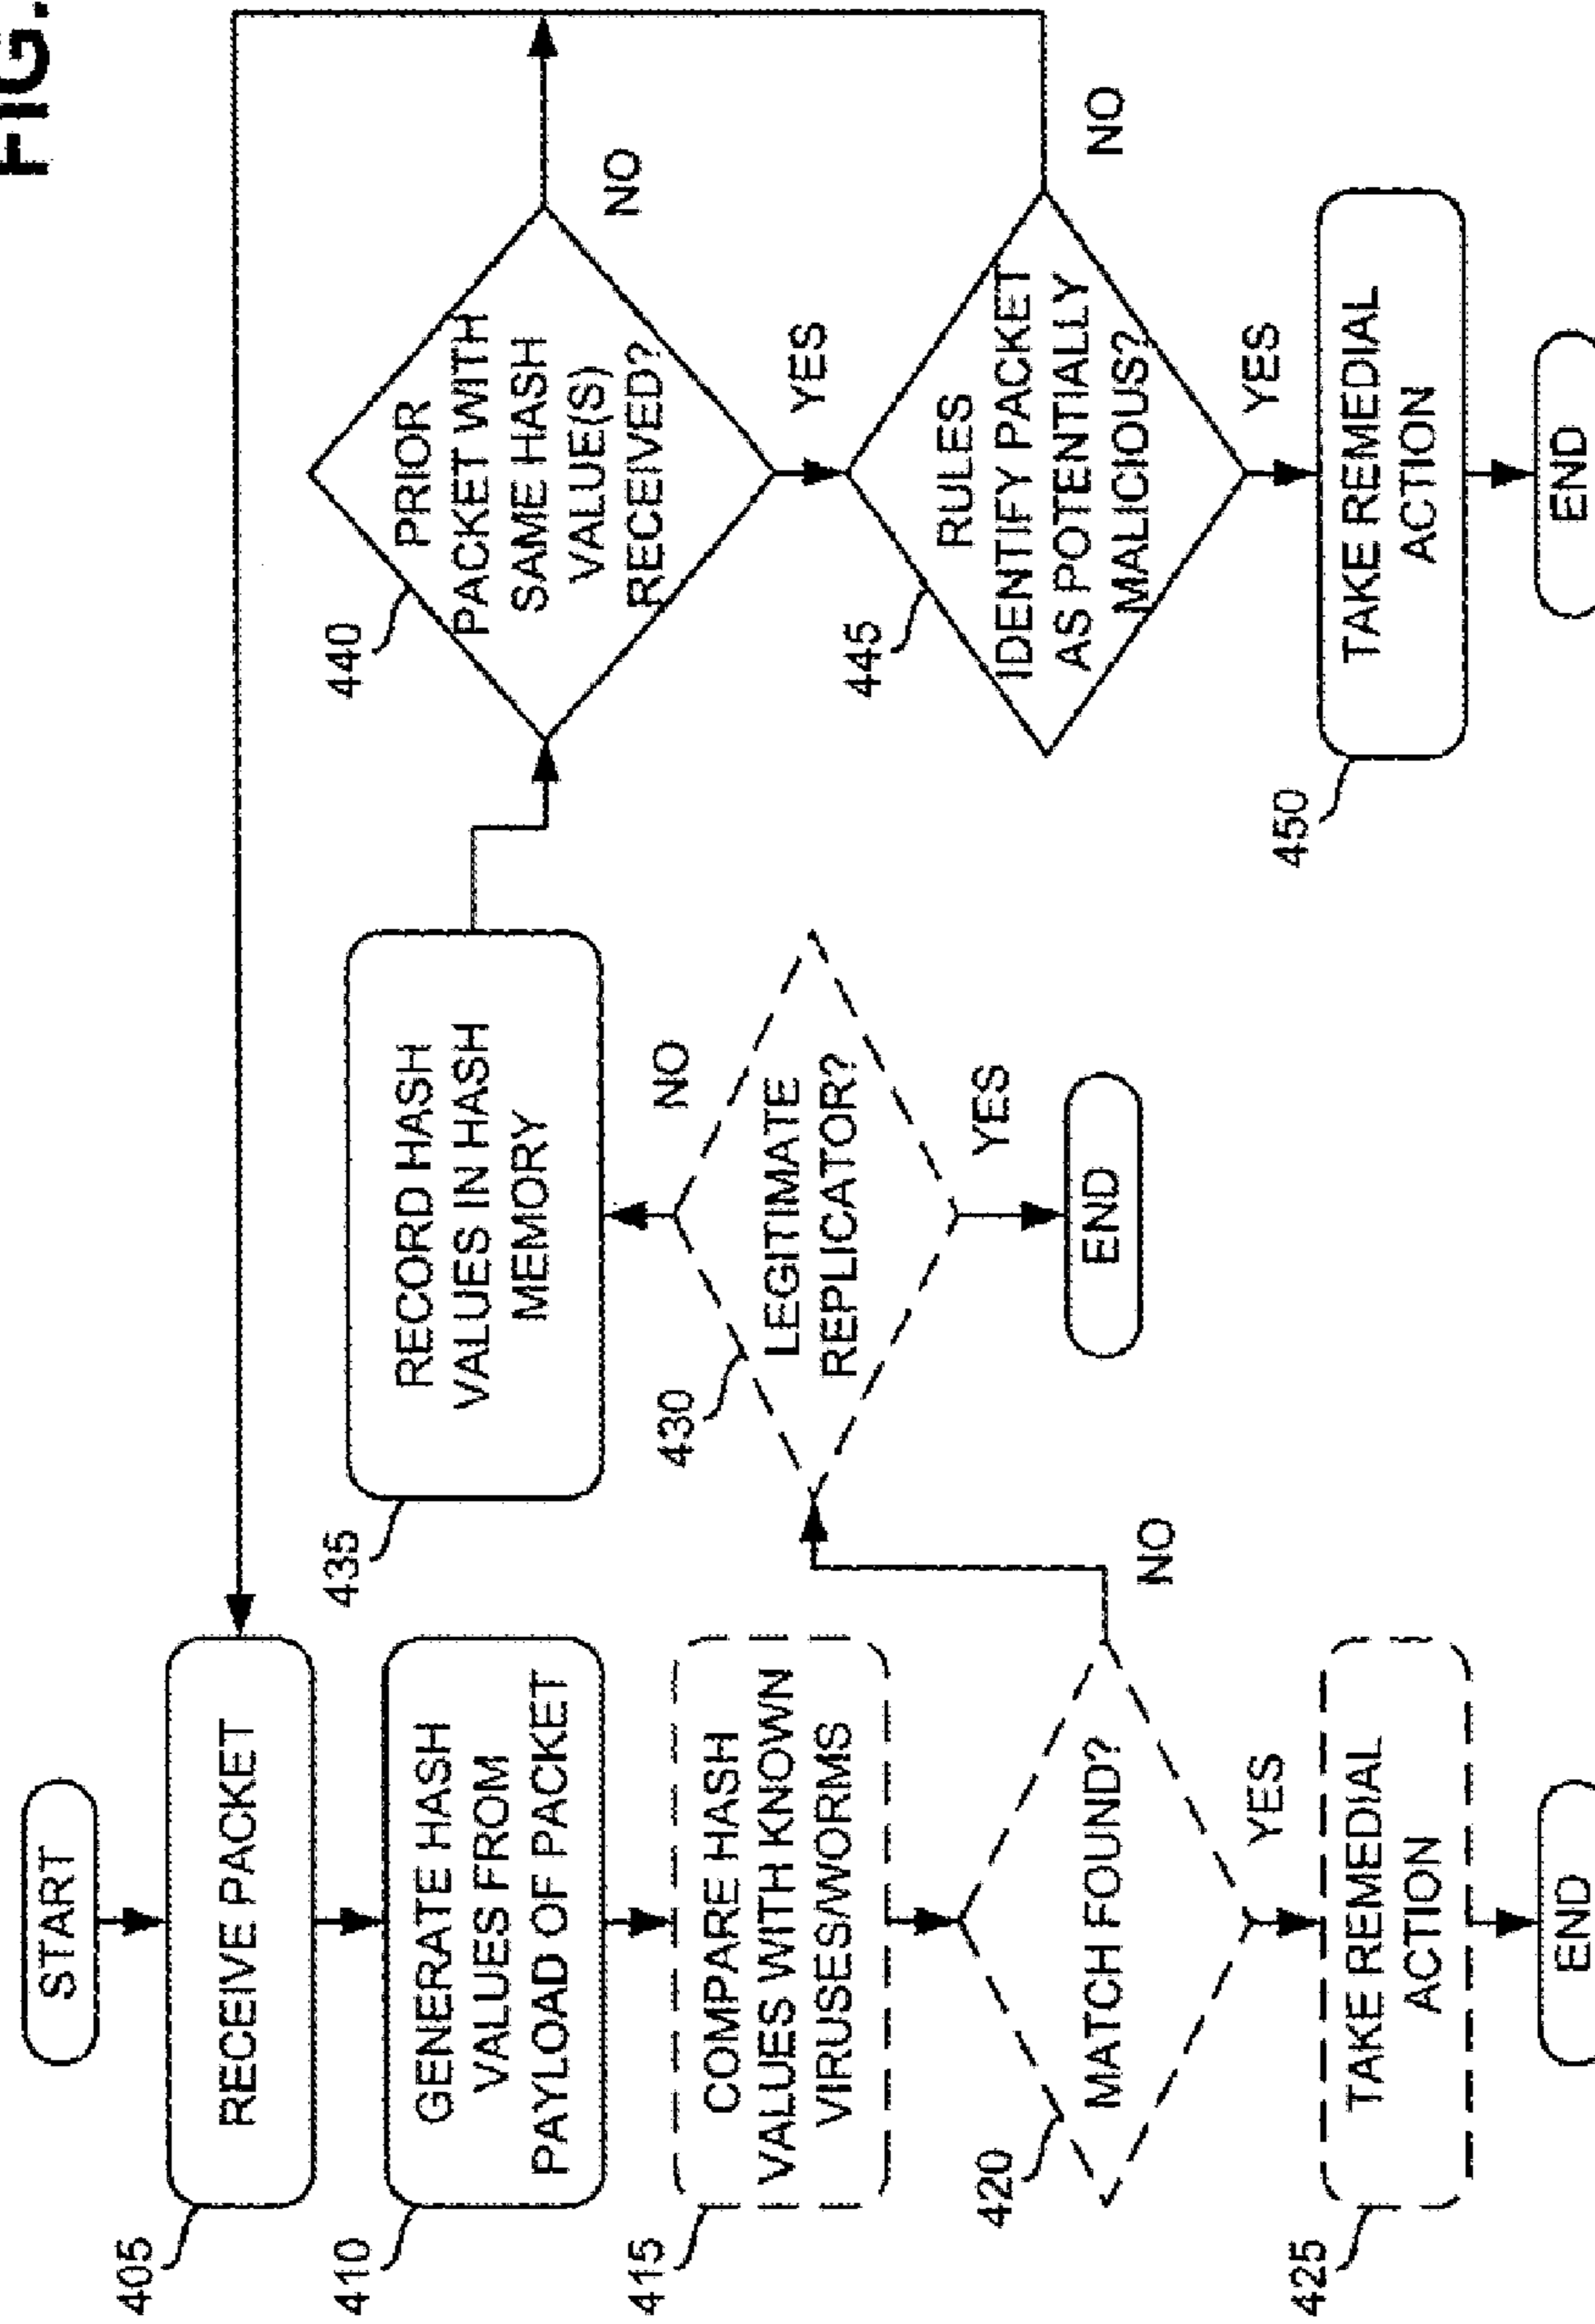 FIG.
START
405
RECEIVE PACKET
410
GENERATE HASH
VALUES FROM
PAYLOAD OF PACKET
415
COMPARE HASH
VALUES WITH KNOWN
VIRUSES/WORMS
420
MATCH FOUND?
NO
YES
425
TAKE REMEDIAL
ACTION
END
430
LEGITIMATE
REPLICATOR?
NO
YES
END
435
RECORD HASH
VALUES IN HASH
MEMORY
440
PRIOR
PACKET WITH
SAME HASH
VALUE(S)
RECEIVED?
NO
YES
445
RULES
IDENTIFY PACKET
AS POTENTIALLY
MALICIOUS?
NO
YES
450
TAKE REMEDIAL
ACTION
END